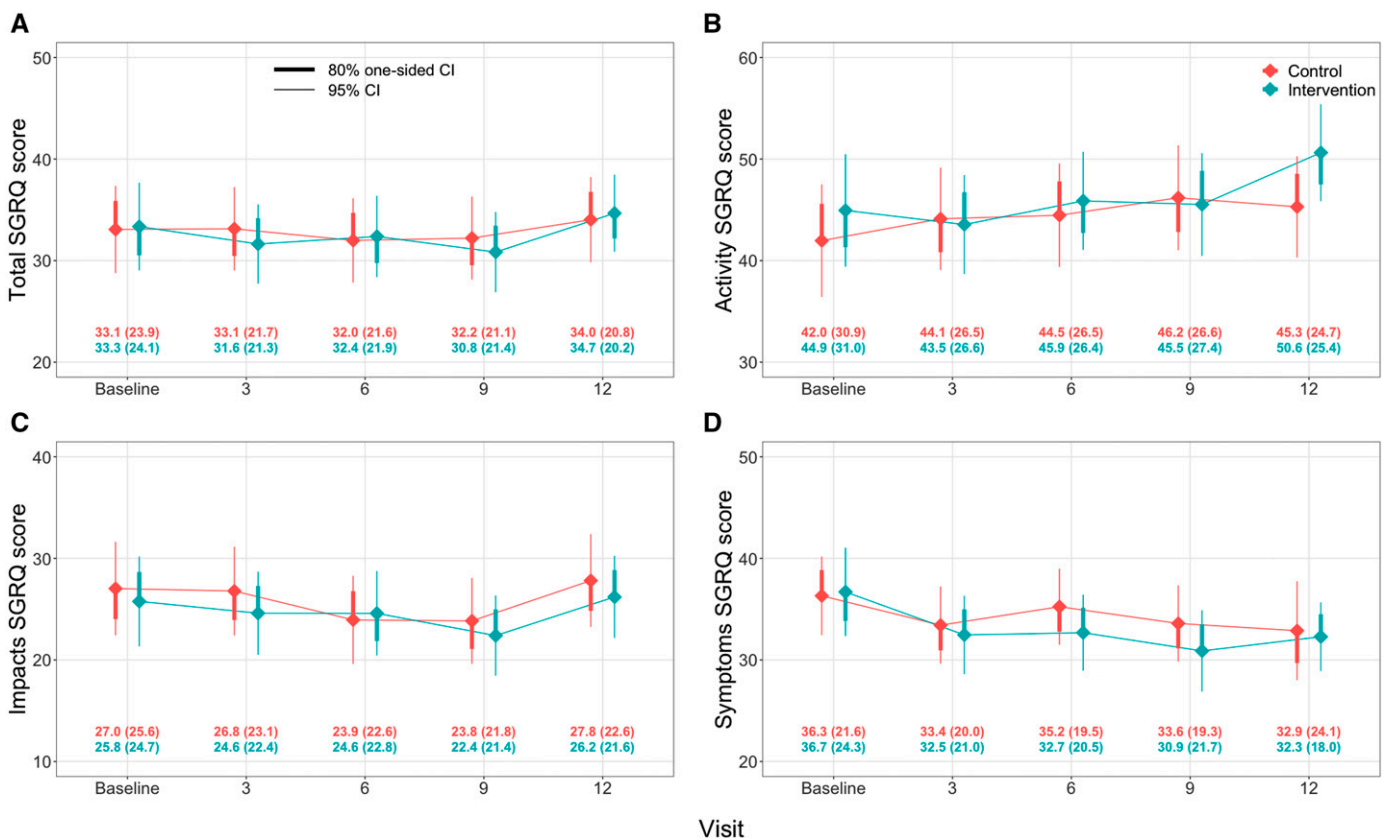 A
Total SGRQ score
50
40
30
20
80% one-sided CI
95% CI
33.1 (23.9) 33.1 (21.7) 32.0 (21.6) 32.2 (21.1) 34.0 (20.8)
33.3 (24.1) 31.6 (21.3) 32.4 (21.9) 30.8 (21.4) 34.7 (20.2)
Baseline 3 6 9 12
B
Activity SGRQ score
60
50
40
30
Control
Intervention
42.0 (30.9) 44.1 (26.5) 44.5 (26.5) 46.2 (26.6) 45.3 (24.7)
44.9 (31.0) 43.5 (26.6) 45.9 (26.4) 45.5 (27.4) 50.6 (25.4)
Baseline 3 6 9 12
C
Impacts SGRQ score
40
30
20
10
27.0 (25.6) 26.8 (23.1) 23.9 (22.6) 23.8 (21.8) 27.8 (22.6)
25.8 (24.7) 24.6 (22.4) 24.6 (22.8) 22.4 (21.4) 26.2 (21.6)
Baseline 3 6 9 12
D
Symptoms SGRQ score
50
40
30
20
36.3 (21.6) 33.4 (20.0) 35.2 (19.5) 33.6 (19.3) 32.9 (24.1)
36.7 (24.3) 32.5 (21.0) 32.7 (20.5) 30.9 (21.7) 32.3 (18.0)
Baseline 3 6 9 12
Visit